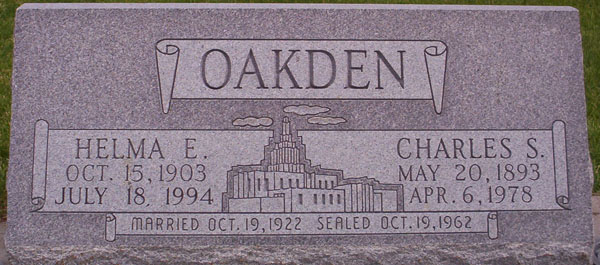 OAKDEN
HELMA E.
OCT. 15, 1903
JULY 18, 1994
CHARLES S.
MAY 20, 1893
APR. 6, 1978
MARRIED OCT. 19, 1922 SEALED OCT. 19, 1962